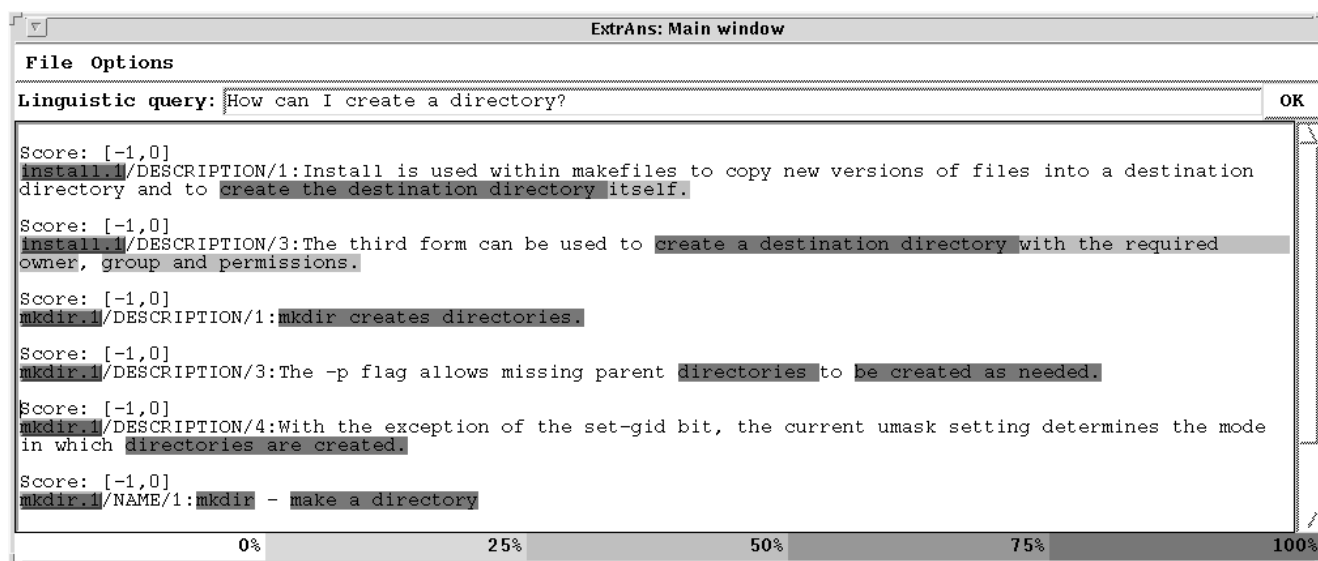 ExtrAns: Main window
File Options
Linguistic query: How can I create a directory? OK
Score: [-1,0]
install.1/DESCRIPTION/1:Install is used within makefiles to copy new versions of files into a destination
directory and to create the destination directory itself.
Score: [-1,0]
install.1/DESCRIPTION/3:The third form can be used to create a destination directory with the required
owner, group and permissions.
Score: [-1,0]
mkdir.1/DESCRIPTION/1:mkdir creates directories.
Score: [-1,0]
mkdir.1/DESCRIPTION/3:The -p flag allows missing parent directories to be created as needed.
Score: [-1,0]
mkdir.1/DESCRIPTION/4:With the exception of the set-gid bit, the current umask setting determines the mode
in which directories are created.
Score: [-1,0]
mkdir.1/NAME/1:mkdir - make a directory
0% 25% 50% 75% 100%